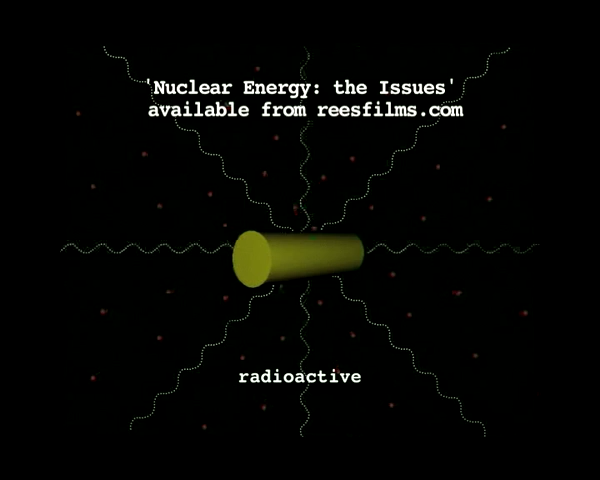 'Nuclear Energy: the Issues'
available from reesfilms.com
radioactive